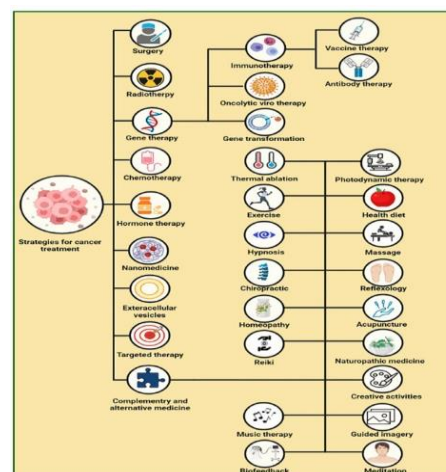 Surgery
Radiotherpy
Gene therapy
Chemotherapy
Hormone therapy
Nanomedicine
Exteracellular
vesicles
Targeted therapy
Complementry and
alternative medicine
Strategies for cancer
treatment
Immunotherapy
Oncolytic viro therapy
Gene transformation
Vaccine therapy
Antibody therapy
Thermal ablation
Photodynamic therapy
Exercise
Health diet
Hypnosis
Massage
Chiropractic
Reflexology
Homeopathy
Acupuncture
Reiki
Naturopathic medicine
Creative activities
Music therapy
Guided imagery
Biofeedback
Meditation